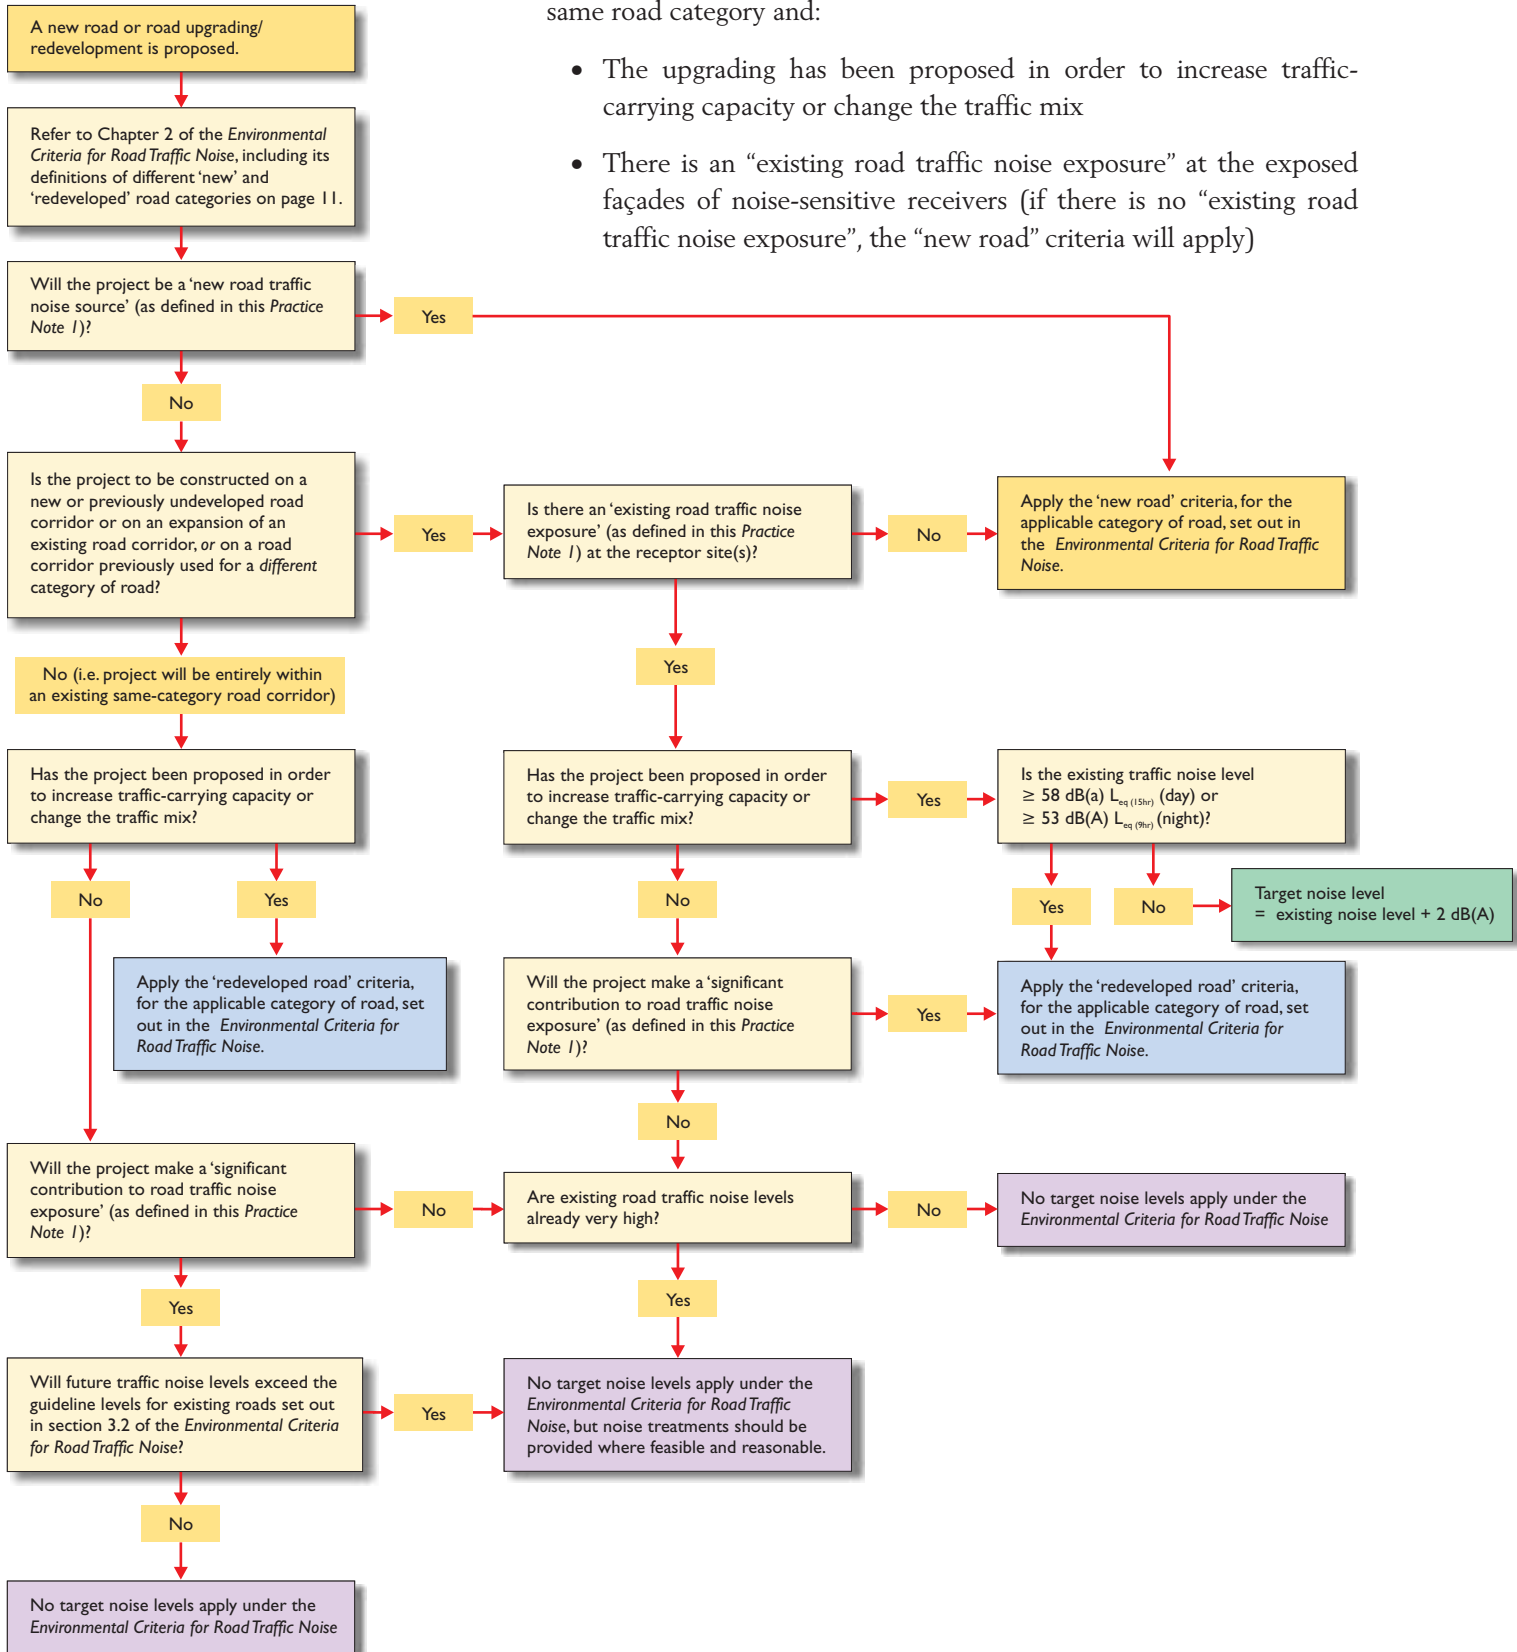 same road category and:
• The upgrading has been proposed in order to increase traffic-
carrying capacity or change the traffic mix
• There is an “existing road traffic noise exposure” at the exposed
façades of noise-sensitive receivers (if there is no “existing road
traffic noise exposure”, the “new road” criteria will apply)
A new road or road upgrading/
redevelopment is proposed.
Refer to Chapter 2 of the Environmental
Criteria for Road Traffic Noise, including its
definitions of different ‘new’ and
‘redeveloped’ road categories on page 11.
Will the project be a ‘new road traffic
noise source’ (as defined in this Practice
Note 1)?
Yes
No
Is the project to be constructed on a
new or previously undeveloped road
corridor or on an expansion of an
existing road corridor, or on a road
corridor previously used for a different
category of road?
Yes
Is there an ‘existing road traffic noise
exposure’ (as defined in this Practice
Note 1) at the receptor site(s)?
No
Apply the ‘new road’ criteria, for the
applicable category of road, set out in
the Environmental Criteria for Road Traffic
Noise.
No (i.e. project will be entirely within
an existing same-category road corridor)
Yes
Has the project been proposed in order
to increase traffic-carrying capacity or
change the traffic mix?
Has the project been proposed in order
to increase traffic-carrying capacity or
change the traffic mix?
Yes
Is the existing traffic noise level
≥ 58 dB(a) Leq (15hr) (day) or
≥ 53 dB(A) Leq (9hr) (night)?
No
Yes
No
Yes
No
Target noise level
= existing noise level + 2 dB(A)
Apply the ‘redeveloped road’ criteria,
for the applicable category of road, set
out in the Environmental Criteria for
Road Traffic Noise.
Will the project make a ‘significant
contribution to road traffic noise
exposure’ (as defined in this Practice
Note 1)?
Yes
Apply the ‘redeveloped road’ criteria,
for the applicable category of road, set
out in the Environmental Criteria for
Road Traffic Noise.
No
Will the project make a ‘significant
contribution to road traffic noise
exposure’ (as defined in this Practice
Note 1)?
No
Are existing road traffic noise levels
already very high?
No
No target noise levels apply under the
Environmental Criteria for Road Traffic Noise
Yes
Yes
Will future traffic noise levels exceed the
guideline levels for existing roads set out
in section 3.2 of the Environmental Criteria
for Road Traffic Noise?
Yes
No target noise levels apply under the
Environmental Criteria for Road Traffic
Noise, but noise treatments should be
provided where feasible and reasonable.
No
No target noise levels apply under the
Environmental Criteria for Road Traffic Noise